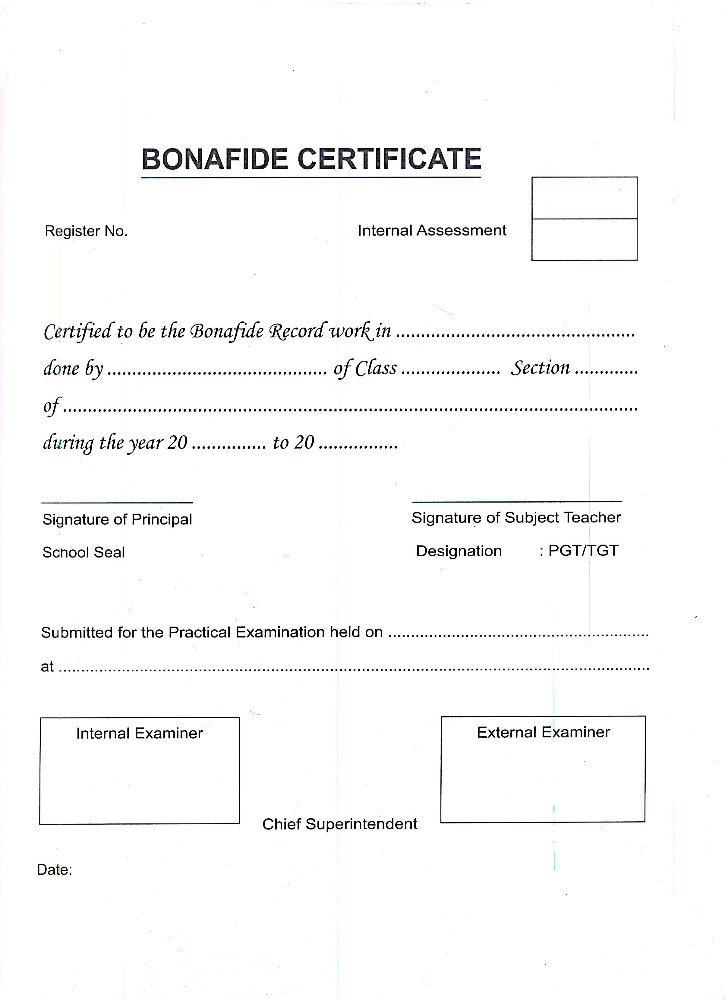 BONAFIDE CERTIFICATE
Register No. Internal Assessment
Certified to be the Bonafide Record work in ................................................
done by ............................................ of Class .................... Section .............
of ....................................................................................................................
during the year 20 ............... to 20 ................
Signature of Principal Signature of Subject Teacher
School Seal Designation : PGT/TGT
Submitted for the Practical Examination held on ..........................................................
at ....................................................................................................................................
Internal Examiner External Examiner
Chief Superintendent
Date: